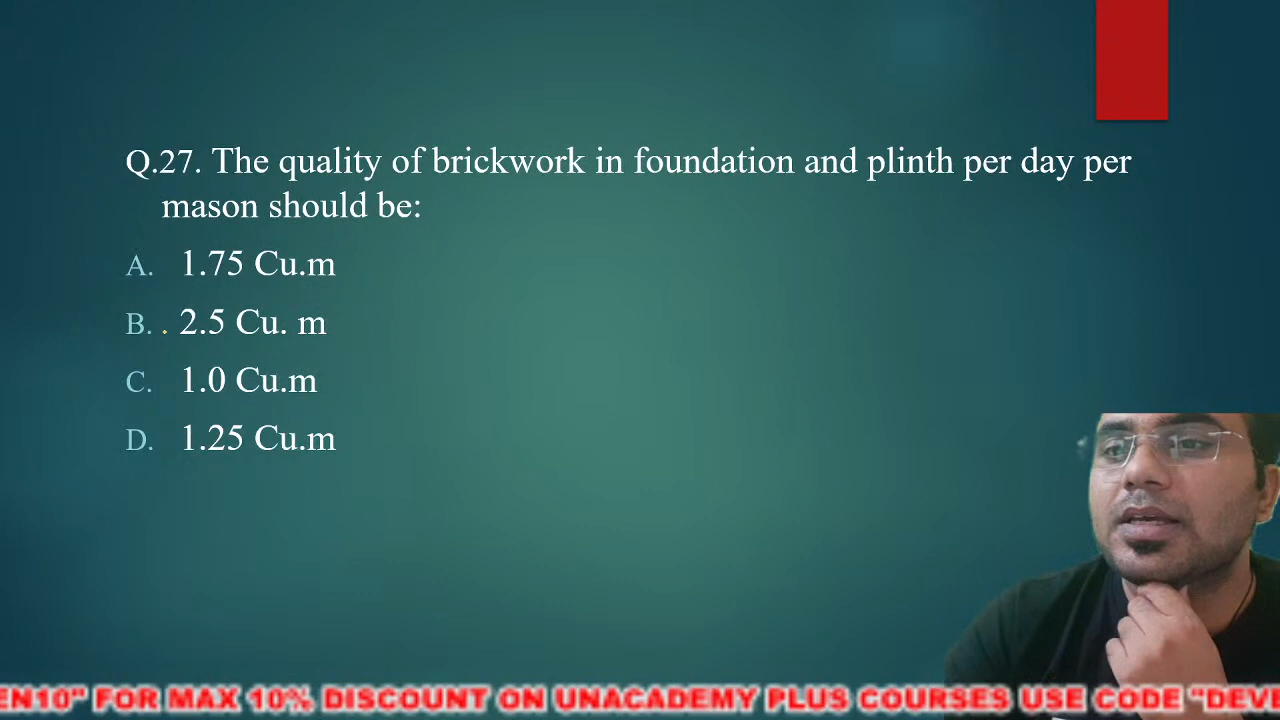 Q.27. The quality of brickwork in foundation and plinth per day per
mason should be:
A. 1.75 Cu.m
B. . 2.5 Cu. m
C. 1.0 Cu.m
D. 1.25 Cu.m
EN10" FOR MAX 10% DISCOUNT ON UNACADEMY PLUS COURSES USE CODE "DEVE